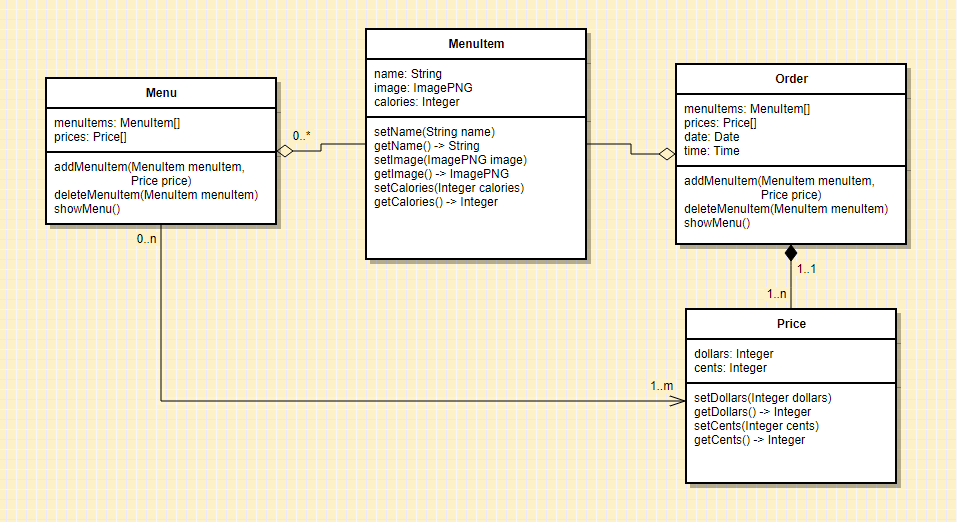 Menu
menuItems: MenuItem[]
prices: Price[]
addMenuItem(MenuItem menuItem,
Price price)
deleteMenuItem(MenuItem menuItem)
showMenu()
0..*
0..n
MenuItem
name: String
image: ImagePNG
calories: Integer
setName(String name)
getName() -> String
setImage(ImagePNG image)
getImage() -> ImagePNG
setCalories(Integer calories)
getCalories() -> Integer
Order
menuItems: MenuItem[]
prices: Price[]
date: Date
time: Time
addMenuItem(MenuItem menuItem,
Price price)
deleteMenuItem(MenuItem menuItem)
showMenu()
1..1
1..n
Price
dollars: Integer
cents: Integer
setDollars(Integer dollars)
getDollars() -> Integer
setCents(Integer cents)
getCents() -> Integer
1..m